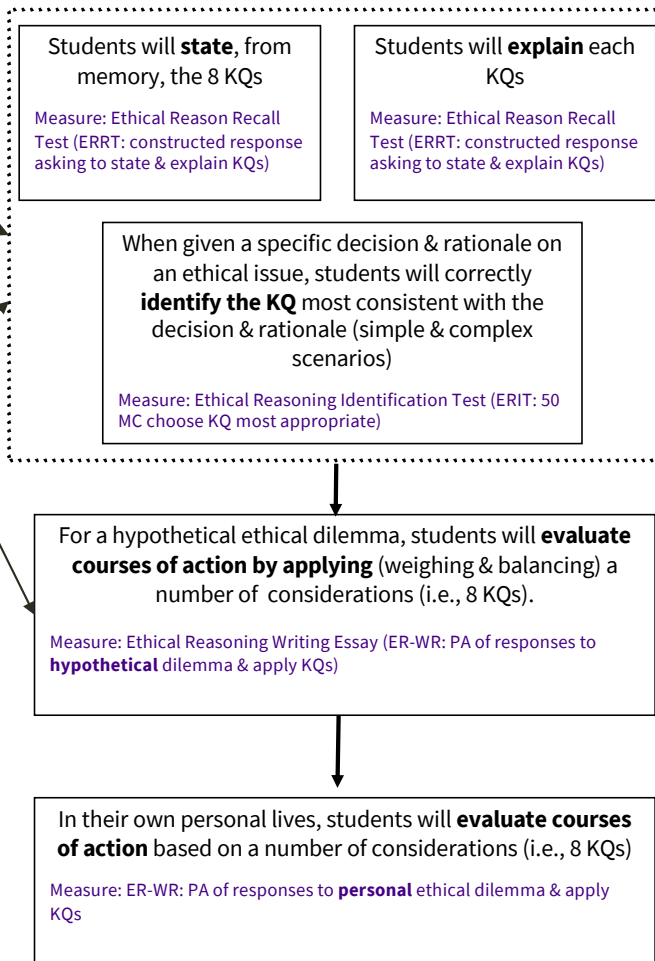 Students will state, from
memory, the 8 KQs
Measure: Ethical Reason Recall
Test (ERRT: constructed response
asking to state & explain KQs)
Students will explain each
KQs
Measure: Ethical Reason Recall
Test (ERRT: constructed response
asking to state & explain KQs)
When given a specific decision & rationale on
an ethical issue, students will correctly
identify the KQ most consistent with the
decision & rationale (simple & complex
scenarios)
Measure: Ethical Reasoning Identification Test (ERIT: 50
MC choose KQ most appropriate)
For a hypothetical ethical dilemma, students will evaluate
courses of action by applying (weighing & balancing) a
number of considerations (i.e., 8 KQs).
Measure: Ethical Reasoning Writing Essay (ER-WR: PA of responses to
hypothetical dilemma & apply KQs)
In their own personal lives, students will evaluate courses
of action based on a number of considerations (i.e., 8 KQs)
Measure: ER-WR: PA of responses to personal ethical dilemma & apply
KQs